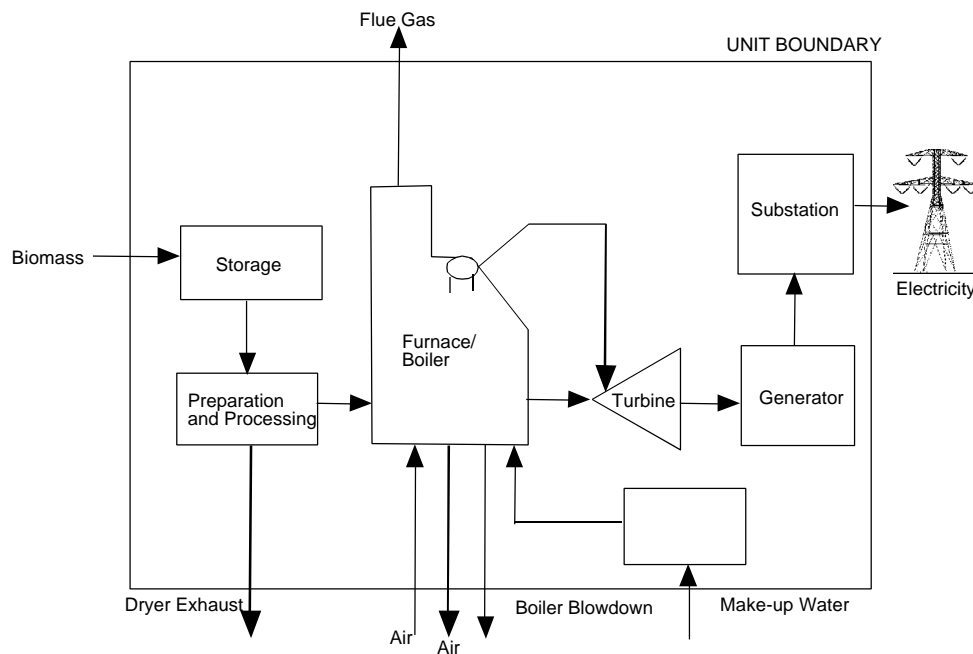 Flue Gas
UNIT BOUNDARY
Substation
Biomass
Storage
Electricity
Furnace/
Boiler
Preparation
and Processing
Turbine
Generator
Dryer Exhaust
Boiler Blowdown
Make-up Water
Air
Air